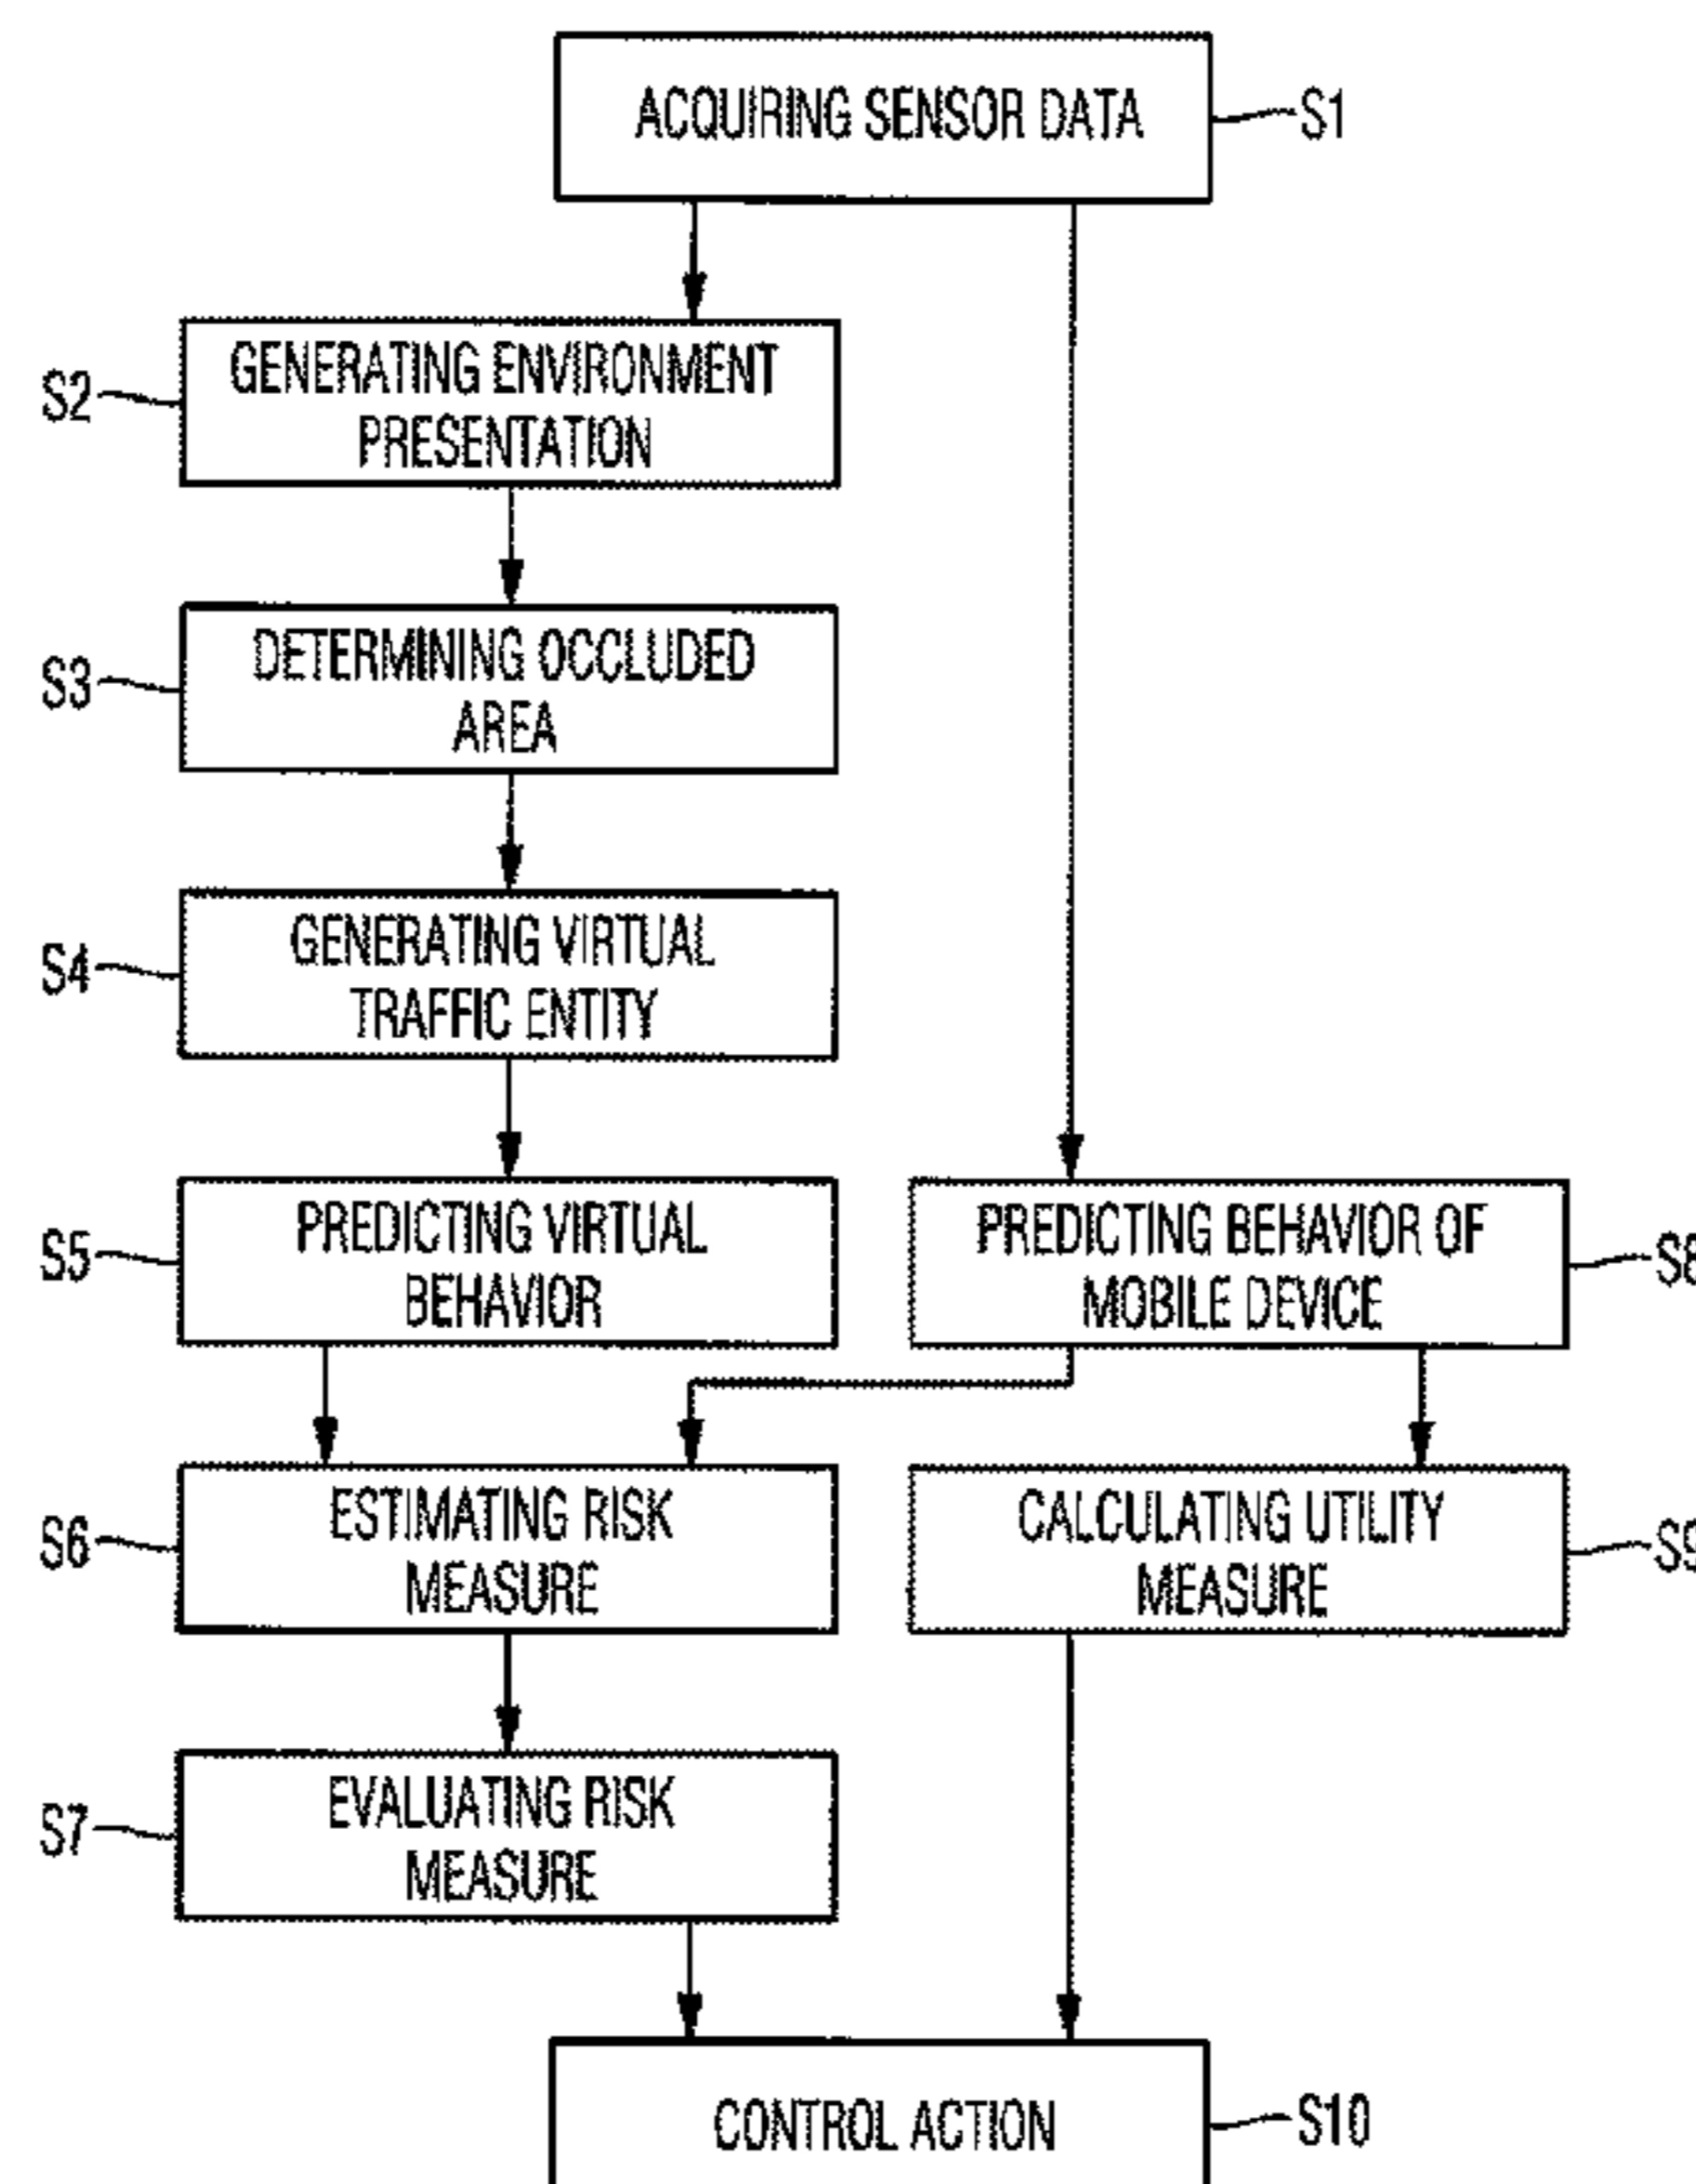 ACQUIRING SENSOR DATA
S1
S2
GENERATING ENVIRONMENT
PRESENTATION
S3
DETERMINING OCCLUDED
AREA
S4
GENERATING VIRTUAL
TRAFFIC ENTITY
S5
PREDICTING VIRTUAL
BEHAVIOR
PREDICTING BEHAVIOR OF
MOBILE DEVICE
S8
S6
ESTIMATING RISK
MEASURE
CALCULATING UTILITY
MEASURE
S9
S7
EVALUATING RISK
MEASURE
CONTROL ACTION
S10